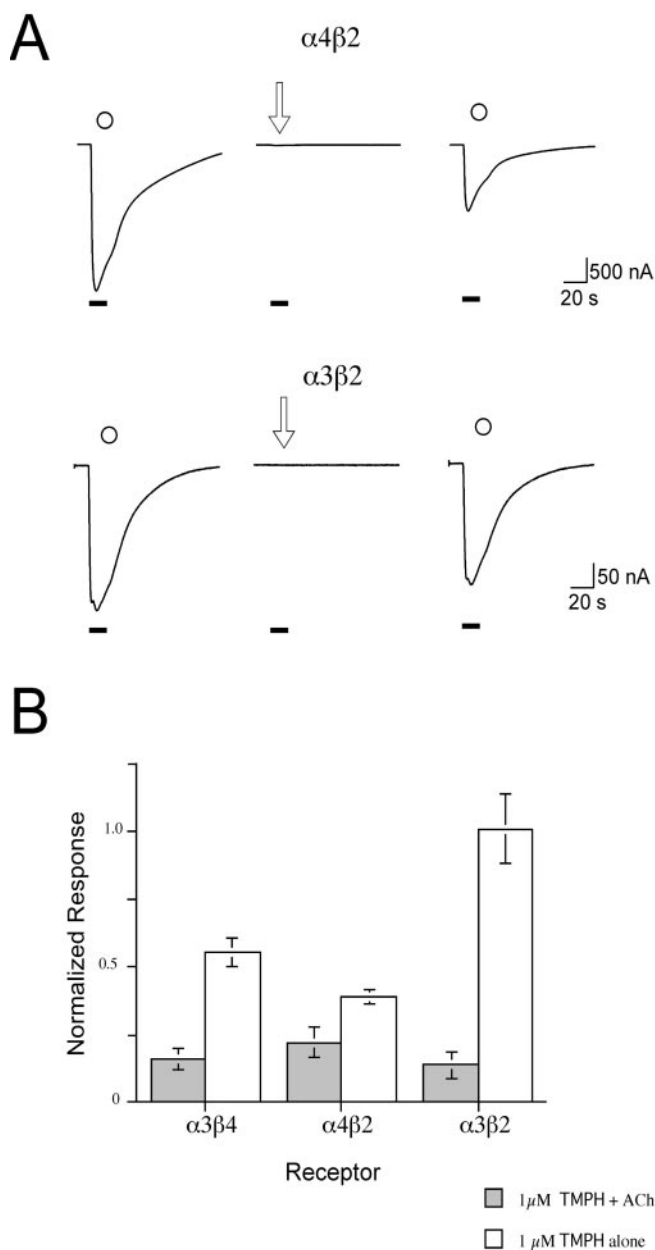 A
α4β2
500 nA
20 s
α3β2
50 nA
20 s
B
Normalized Response
1.0
0.5
0
α3β4 α4β2 α3β2
Receptor
1μM TMPH + ACh
1 μM TMPH alone